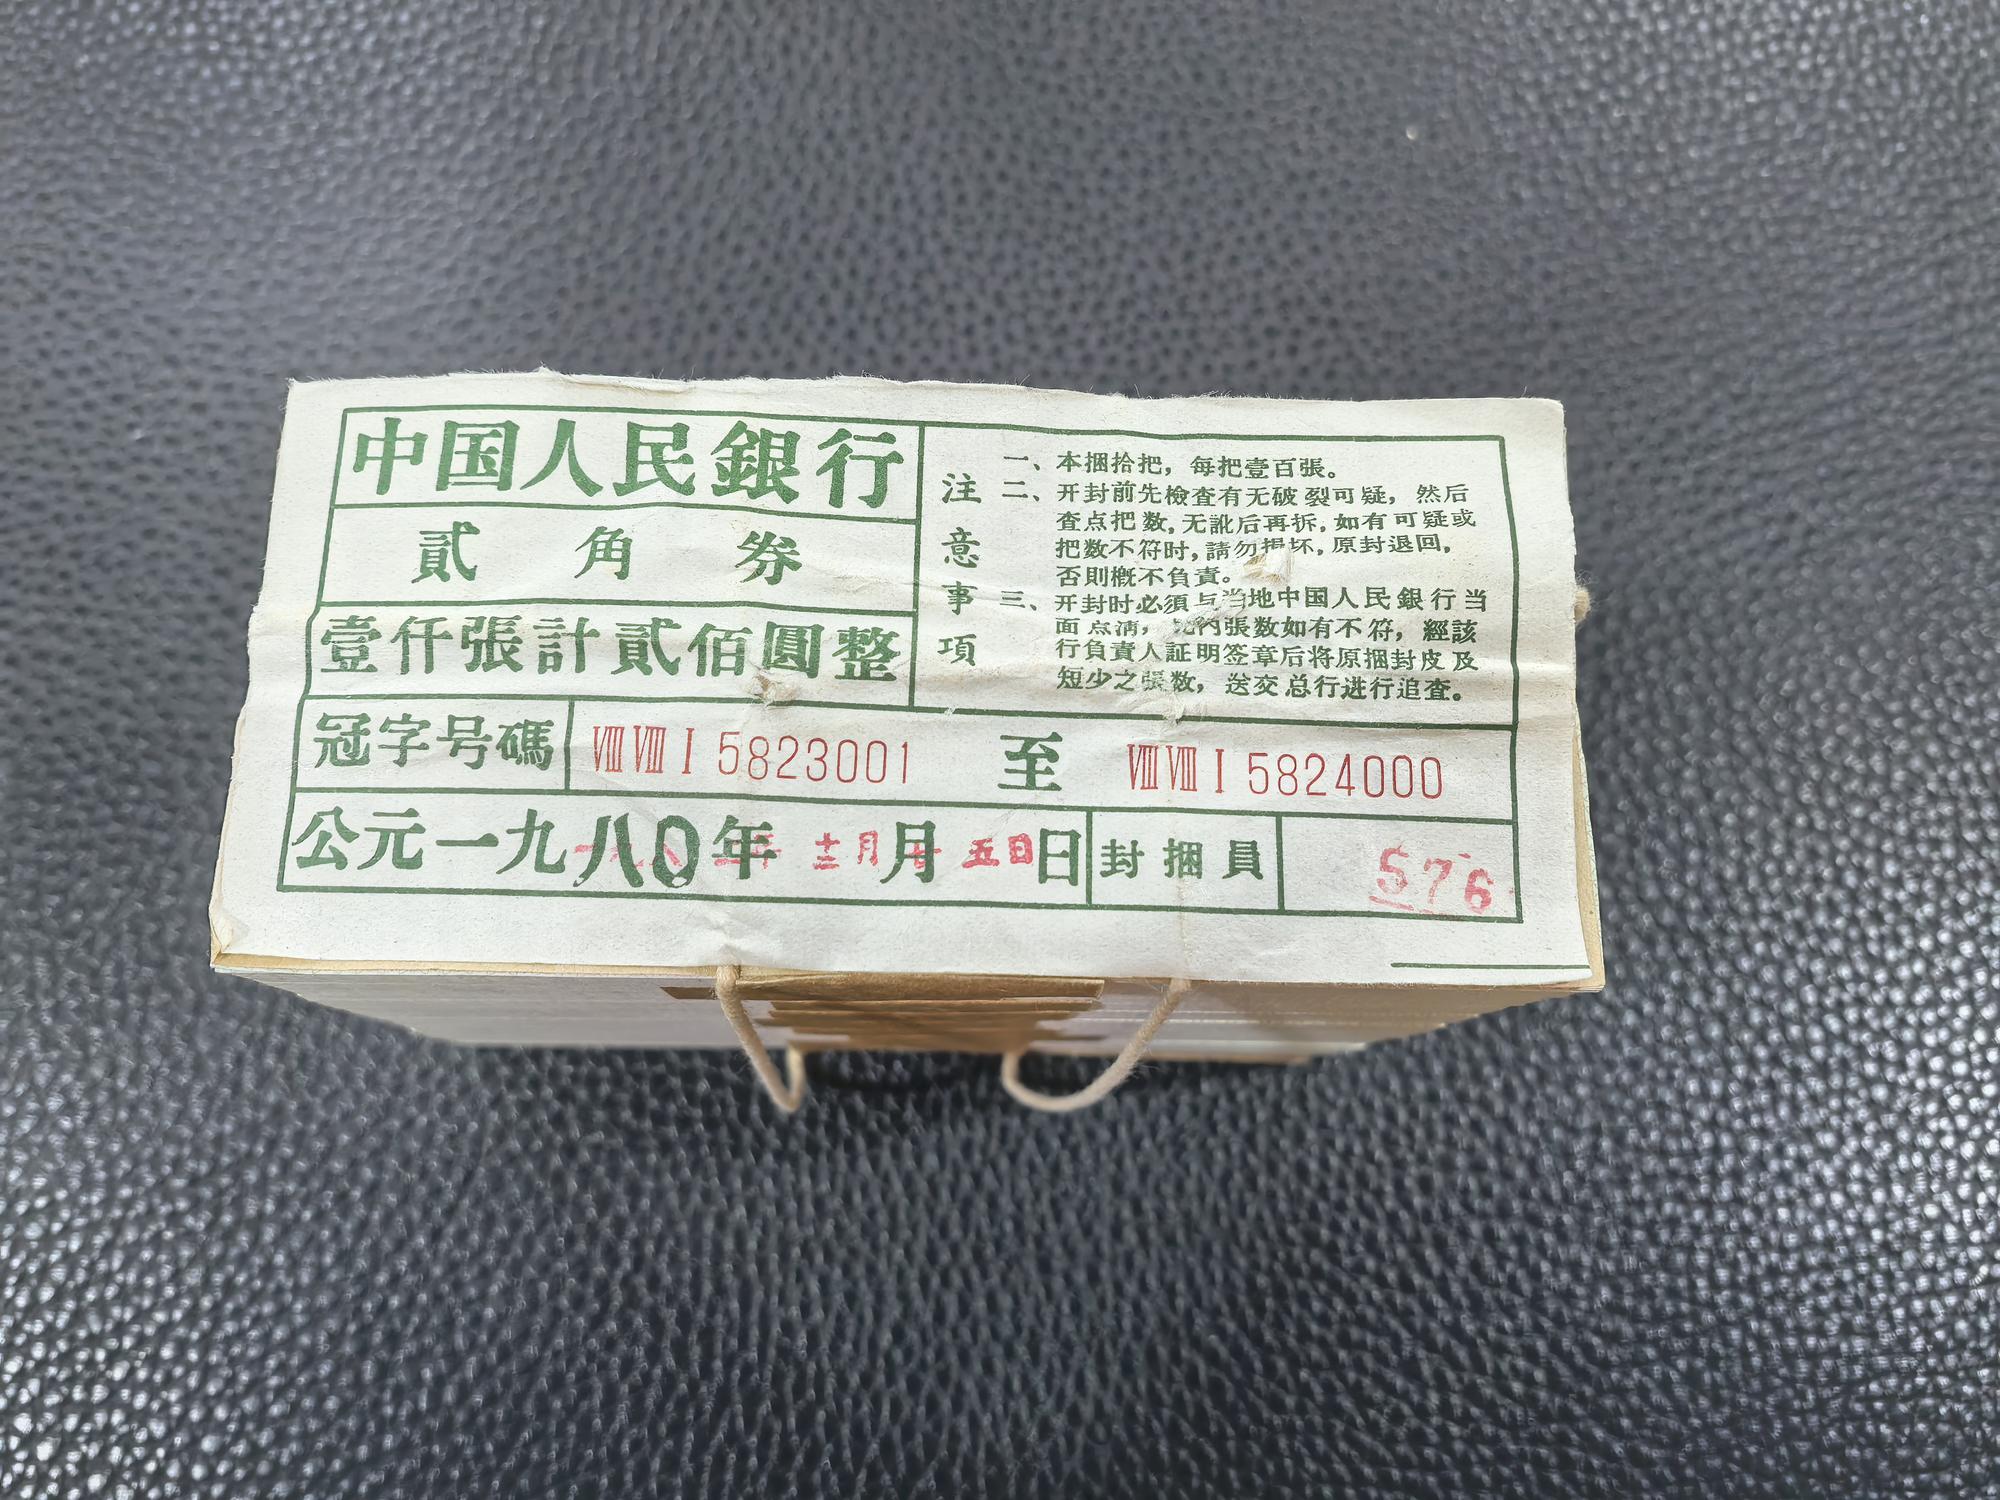 中国人民銀行
貳角券
壹仟張計貳佰圓整
注意事項
一、本捆拾把，每把壹百張。
二、开封前先檢查有无破裂可疑，然后
查点把数，无訛后再拆，如有可疑或
把数不符时，請勿損坏，原封退回，
否則概不負責。
三、开封时必須与当地中国人民銀行当
面点清，此內張数如有不符，經該
行負責人証明签章后将原捆封皮及
短少之張数，送交总行进行追查。
冠字号碼 ⅧⅧⅠ5823001 至 ⅧⅧⅠ5824000
公元一九八0年 月 日 封捆員 576
十二月 五日